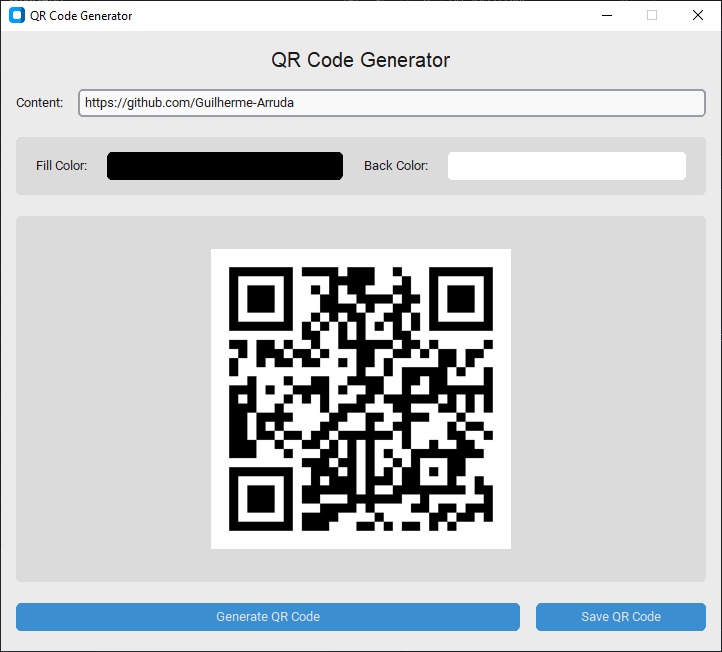 QR Code Generator
QR Code Generator
Content: https://github.com/Guilherme-Arruda
Fill Color: Back Color:
Generate QR Code Save QR Code